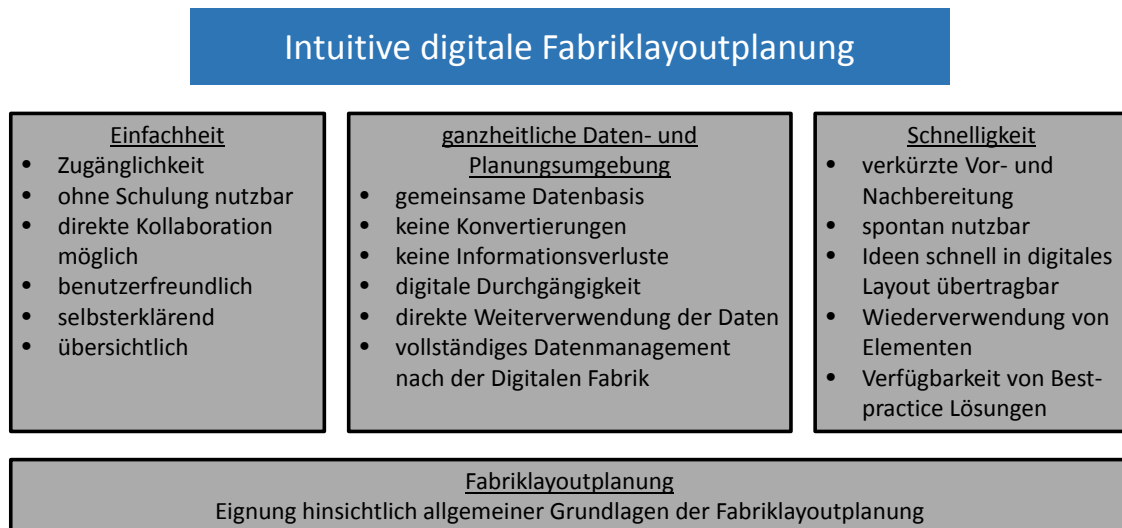 Intuitive digitale Fabriklayoutplanung
Einfachheit
• Zugänglichkeit
• ohne Schulung nutzbar
• direkte Kollaboration
möglich
• benutzerfreundlich
• selbsterklärend
• übersichtlich
ganzheitliche Daten- und
Planungsumgebung
• gemeinsame Datenbasis
• keine Konvertierungen
• keine Informationsverluste
• digitale Durchgängigkeit
• direkte Weiterverwendung der Daten
• vollständiges Datenmanagement
nach der Digitalen Fabrik
Schnelligkeit
• verkürzte Vor- und
Nachbereitung
• spontan nutzbar
• Ideen schnell in digitales
Layout übertragbar
• Wiederverwendung von
Elementen
• Verfügbarkeit von Best-
practice Lösungen
Fabriklayoutplanung
Eignung hinsichtlich allgemeiner Grundlagen der Fabriklayoutplanung